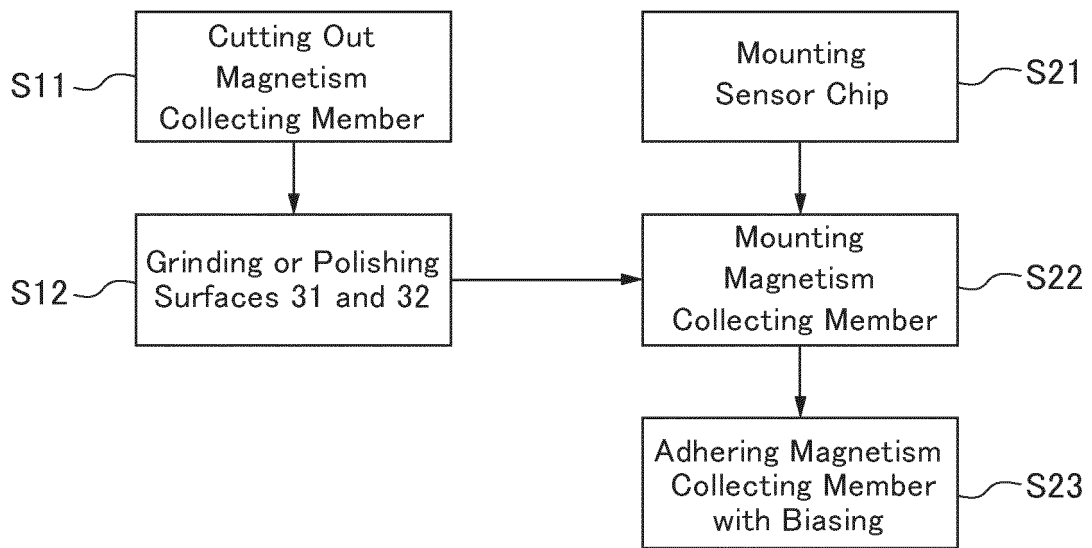 S11
Cutting Out
Magnetism
Collecting Member
Mounting
Sensor Chip
S21
S12
Grinding or Polishing
Surfaces 31 and 32
Mounting
Magnetism
Collecting Member
S22
Adhering Magnetism
Collecting Member
with Biasing
S23